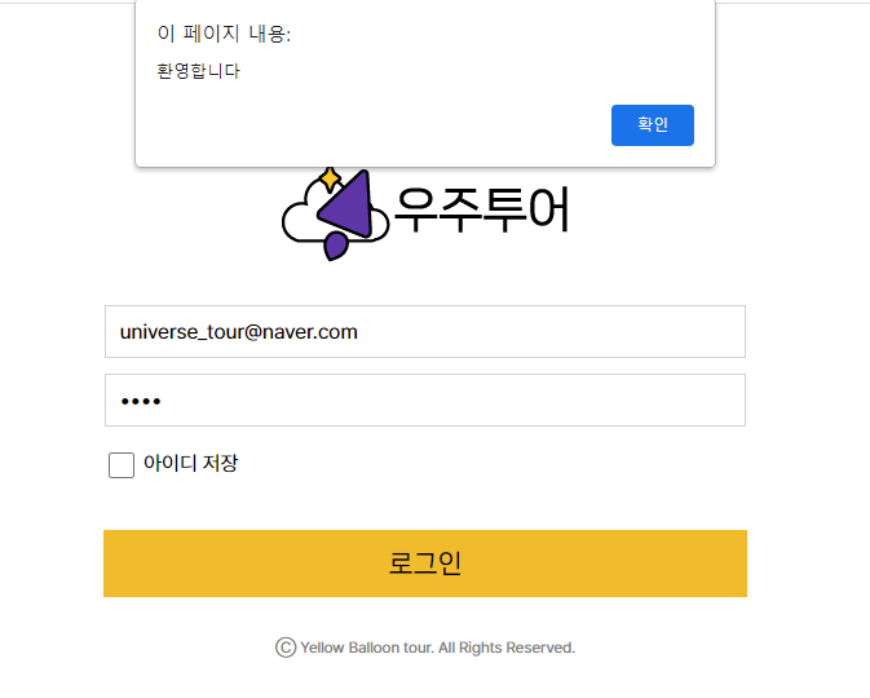 이 페이지 내용:
환영합니다
확인
우주투어
universe_tour@naver.com
••••
아이디 저장
로그인
Ⓒ Yellow Balloon tour. All Rights Reserved.